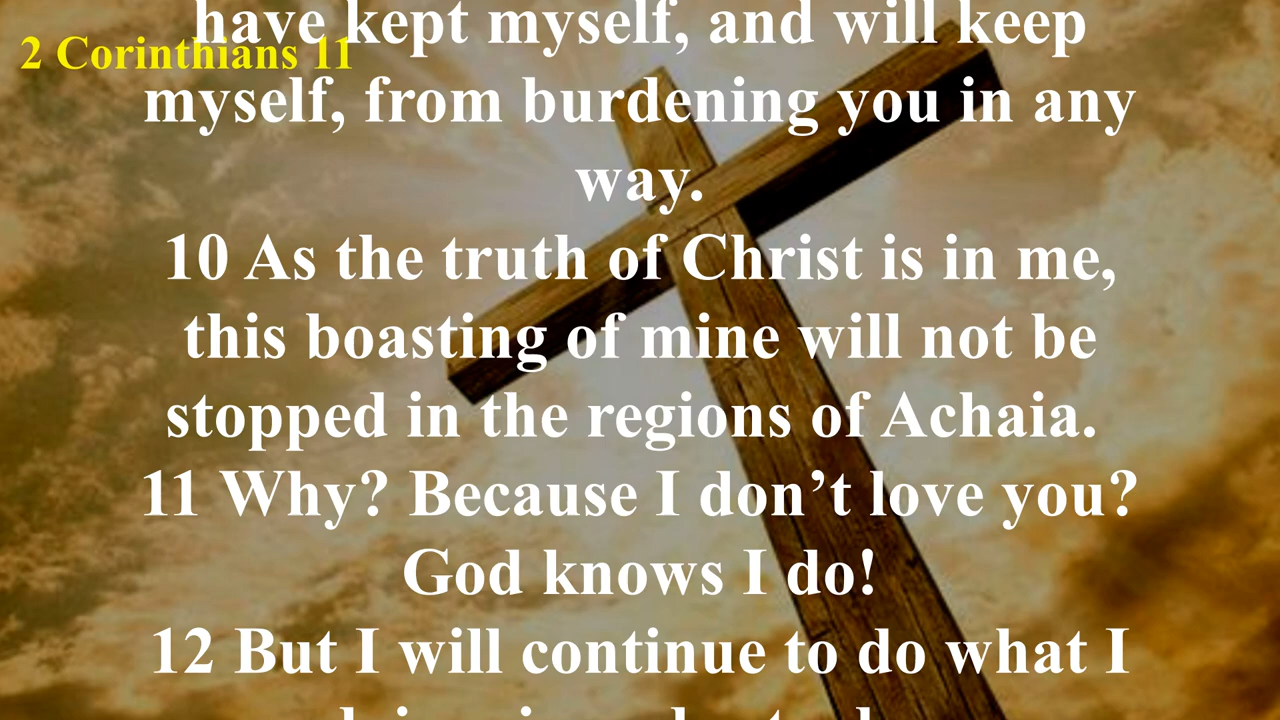 have kept myself, and will keep
2 Corinthians 11
myself, from burdening you in any
way.
10 As the truth of Christ is in me,
this boasting of mine will not be
stopped in the regions of Achaia.
11 Why? Because I don’t love you?
God knows I do!
12 But I will continue to do what I